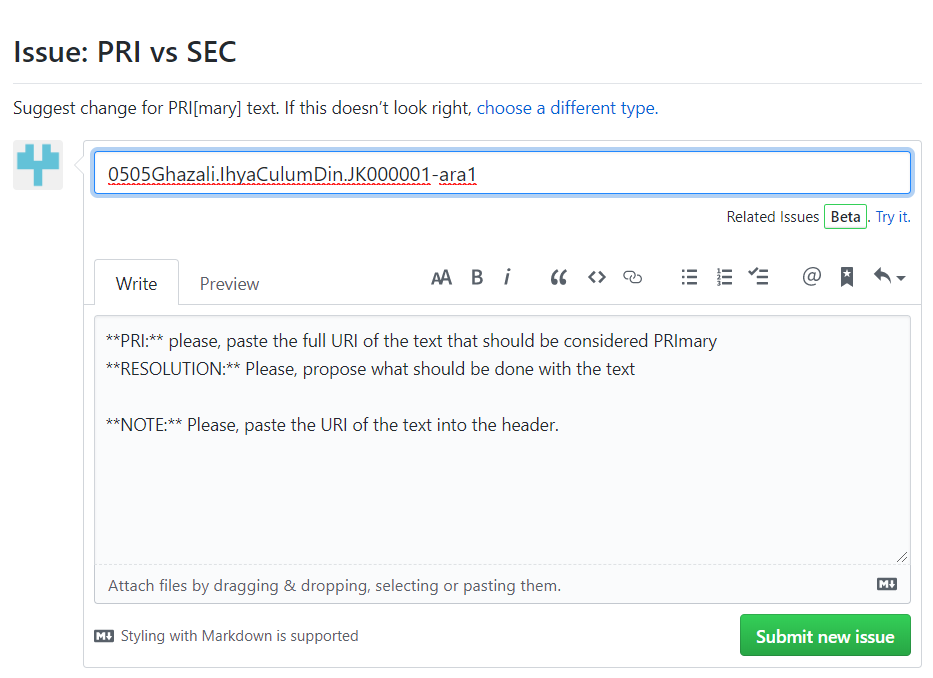 Issue: PRI vs SEC
Suggest change for PRI[mary] text. If this doesn’t look right, choose a different type.
0505Ghazali.IhyaCulumDin.JK000001-ara1
Related Issues Beta . Try it.
Write Preview AA B i
**PRI:** please, paste the full URI of the text that should be considered PRImary
**RESOLUTION:** Please, propose what should be done with the text
**NOTE:** Please, paste the URI of the text into the header.
Attach files by dragging & dropping, selecting or pasting them.
Styling with Markdown is supported
Submit new issue